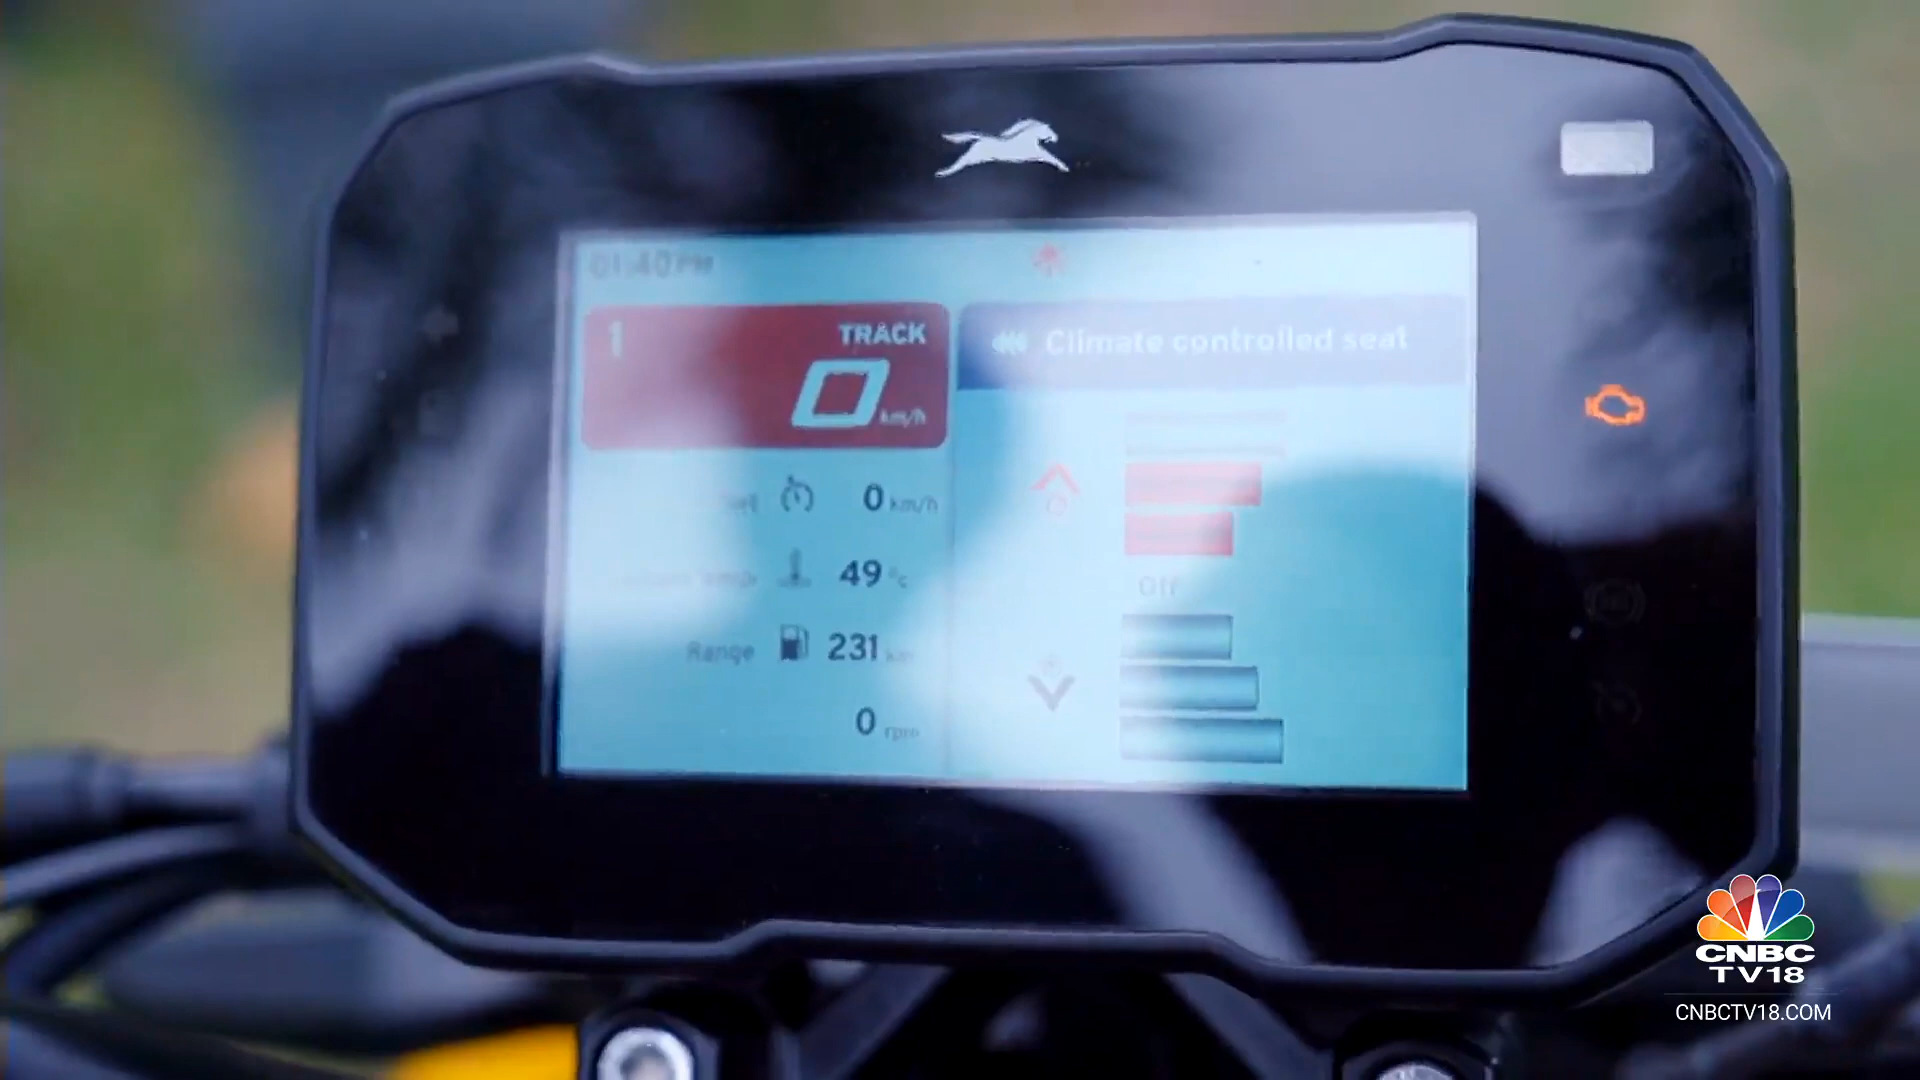 01:40 PM
1 TRACK
0 km/h
Climate controlled seat
0 km/h
49 °c
Off
Range 231 km
0 rpm
CNBC
TV18
CNBCTV18.COM